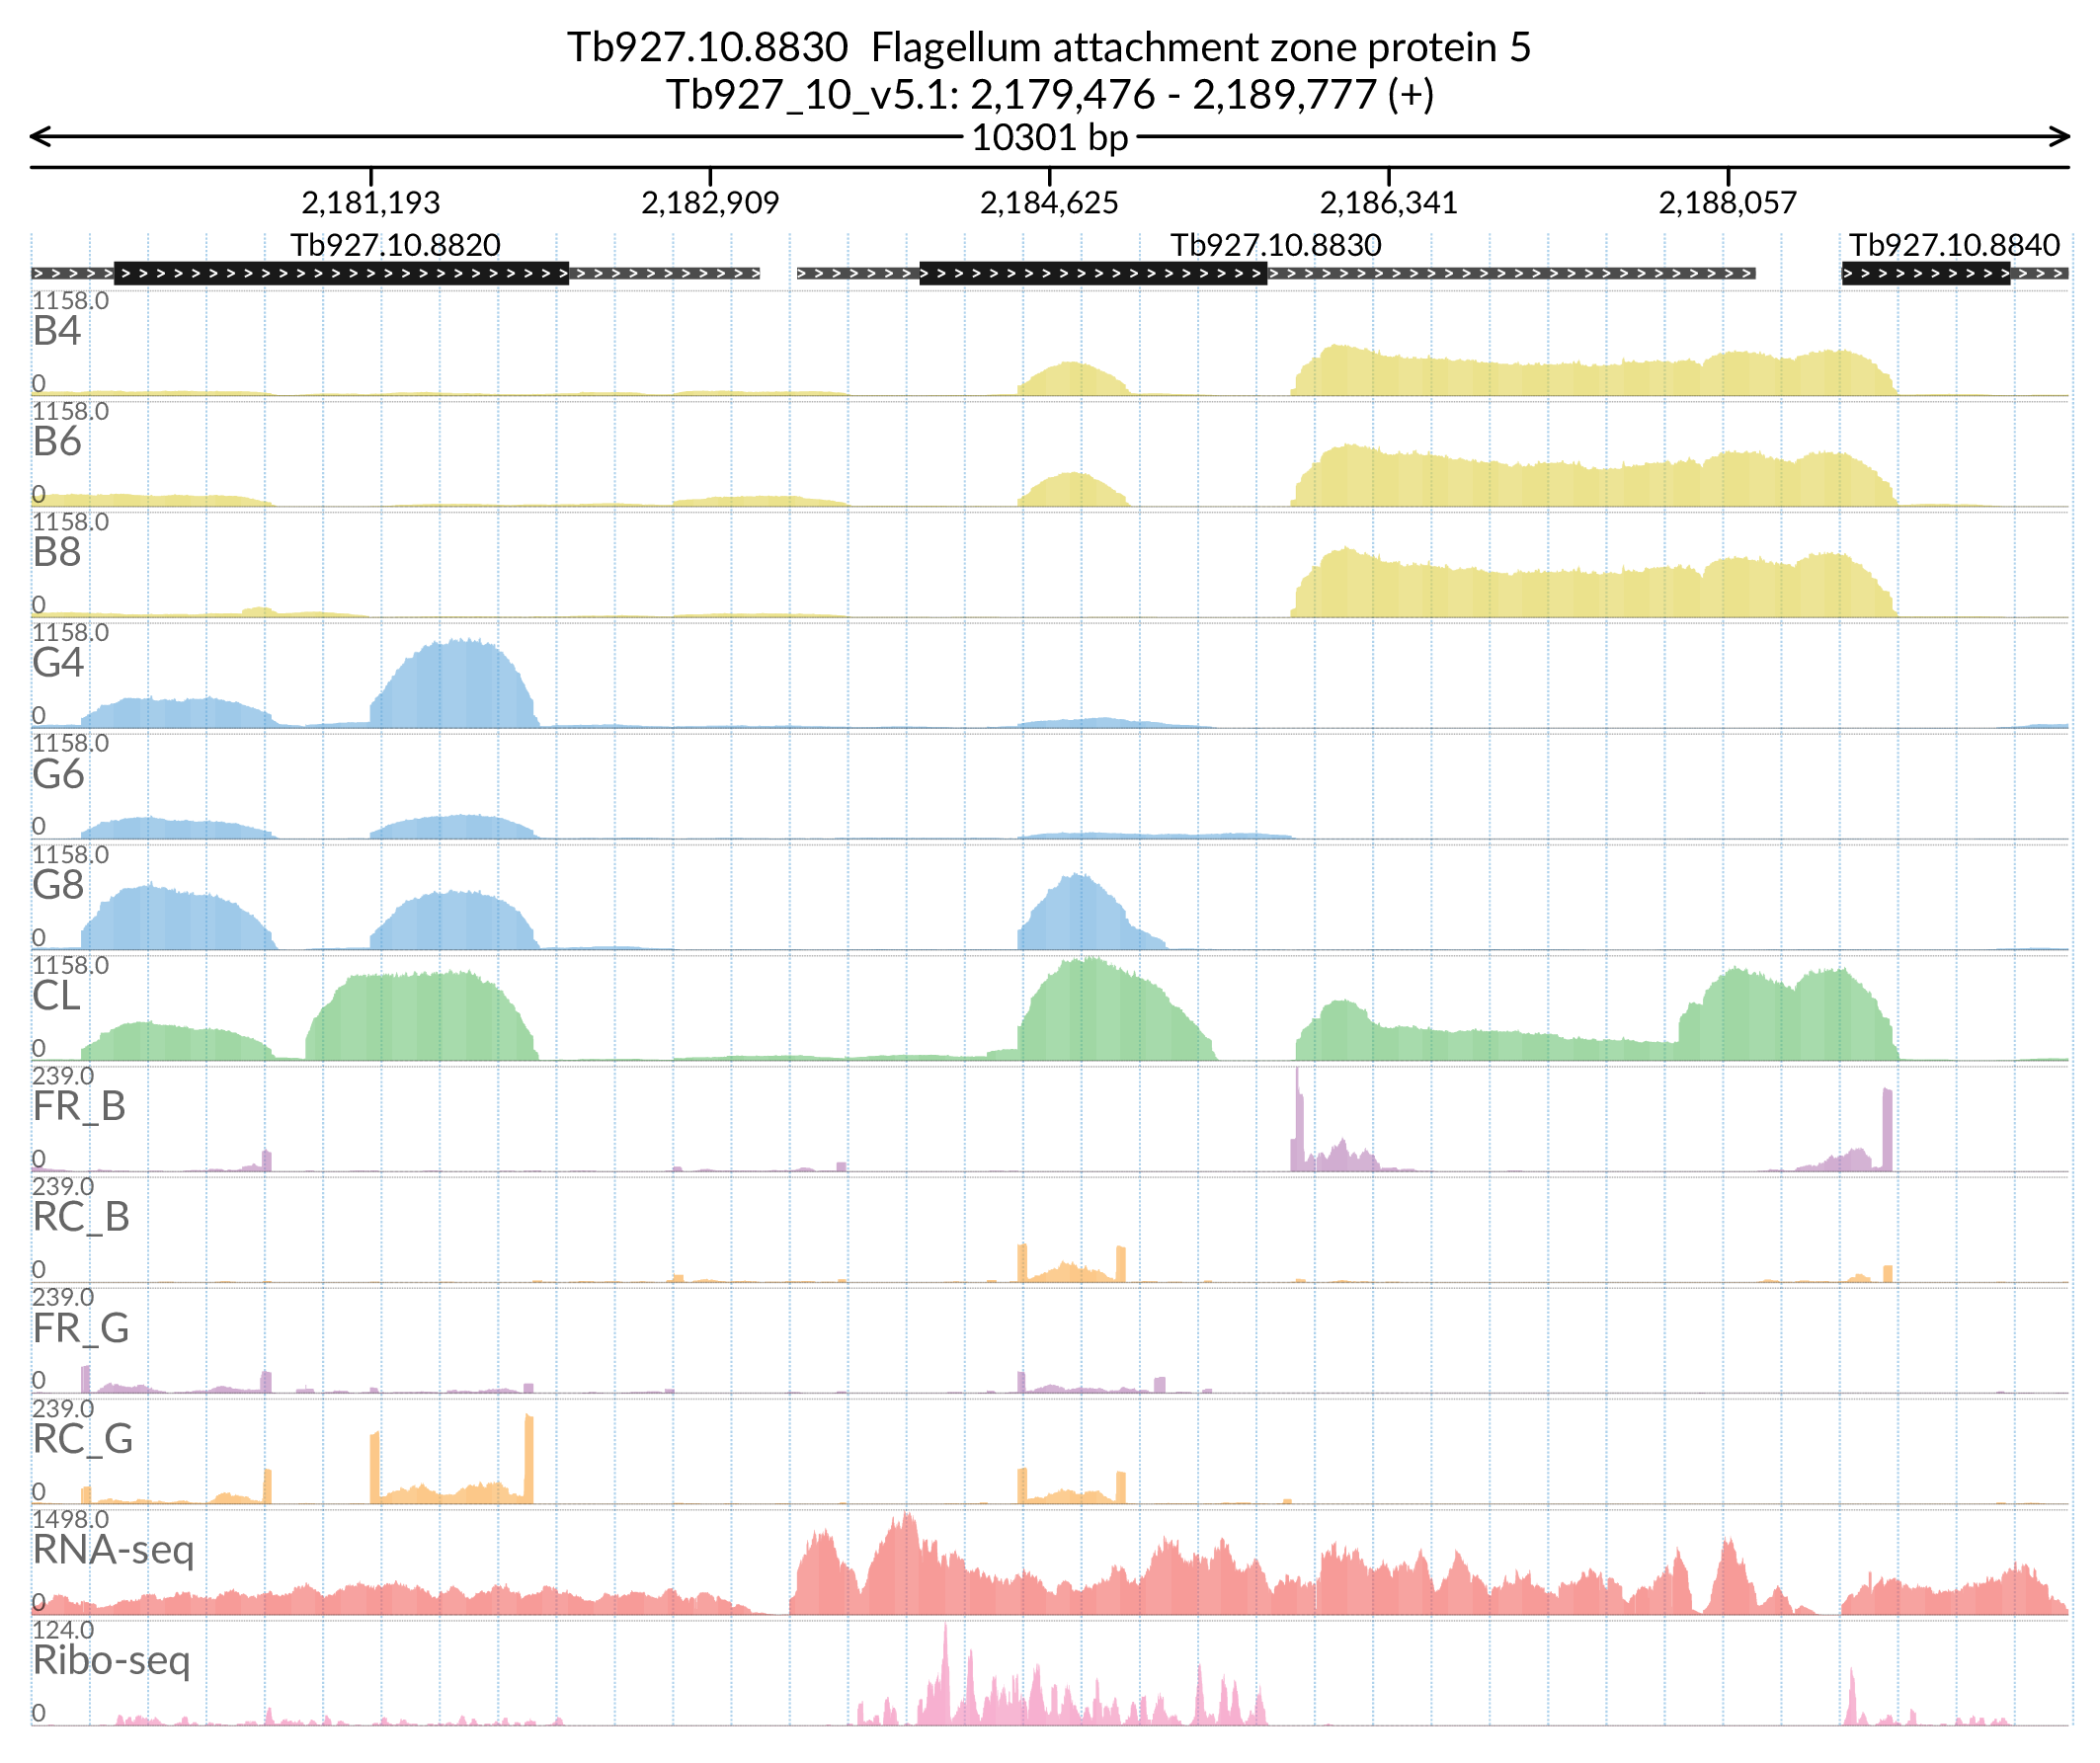 Tb927.10.8830 Flagellum attachment zone protein 5
Tb927_10_v5.1: 2,179,476 - 2,189,777 (+)
10301 bp
2,181,193 2,182,909 2,184,625 2,186,341 2,188,057
Tb927.10.8820 Tb927.10.8830 Tb927.10.8840
1158.0
B4
0
1158.0
B6
0
1158.0
B8
0
1158.0
G4
0
1158.0
G6
0
1158.0
G8
0
1158.0
CL
0
239.0
FR_B
0
239.0
RC_B
0
239.0
FR_G
0
239.0
RC_G
0
1498.0
RNA-seq
0
124.0
Ribo-seq
0